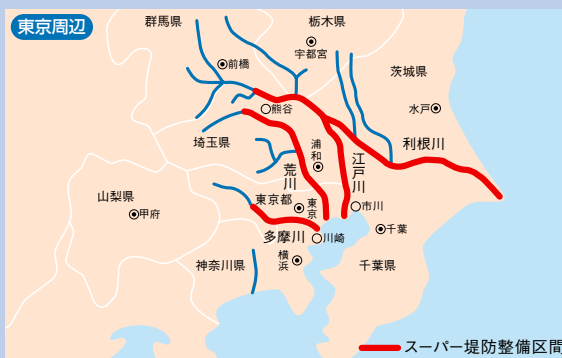 東京周辺
群馬県
栃木県
宇都宮
前橋
茨城県
熊谷
水戸
埼玉県
利根川
浦和
江戸川
荒川
山梨県
東京都
東京
市川
甲府
千葉
多摩川
川崎
横浜
神奈川県
千葉県
スーパー堤防整備区間